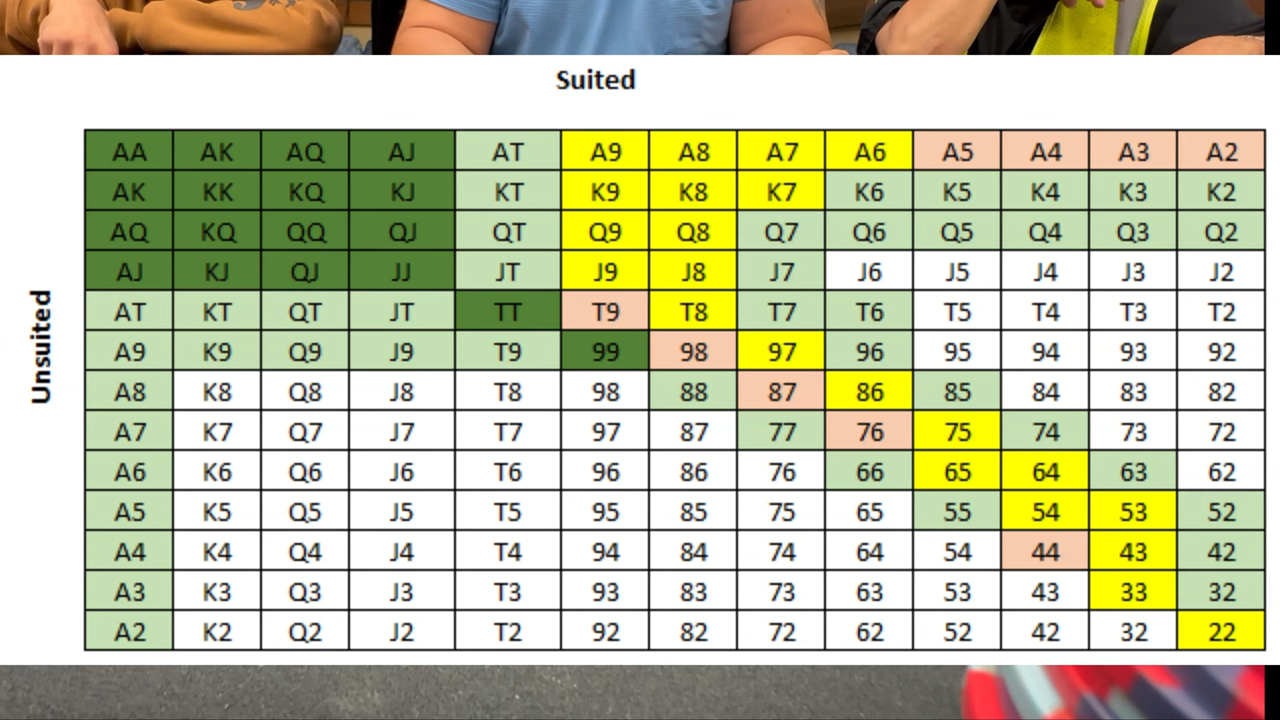 Suited
Unsuited
AA AK AQ AJ AT A9 A8 A7 A6 A5 A4 A3 A2
AK KK KQ KJ KT K9 K8 K7 K6 K5 K4 K3 K2
AQ KQ QQ QJ QT Q9 Q8 Q7 Q6 Q5 Q4 Q3 Q2
AJ KJ QJ JJ JT J9 J8 J7 J6 J5 J4 J3 J2
AT KT QT JT TT T9 T8 T7 T6 T5 T4 T3 T2
A9 K9 Q9 J9 T9 99 98 97 96 95 94 93 92
A8 K8 Q8 J8 T8 98 88 87 86 85 84 83 82
A7 K7 Q7 J7 T7 97 87 77 76 75 74 73 72
A6 K6 Q6 J6 T6 96 86 76 66 65 64 63 62
A5 K5 Q5 J5 T5 95 85 75 65 55 54 53 52
A4 K4 Q4 J4 T4 94 84 74 64 54 44 43 42
A3 K3 Q3 J3 T3 93 83 73 63 53 43 33 32
A2 K2 Q2 J2 T2 92 82 72 62 52 42 32 22